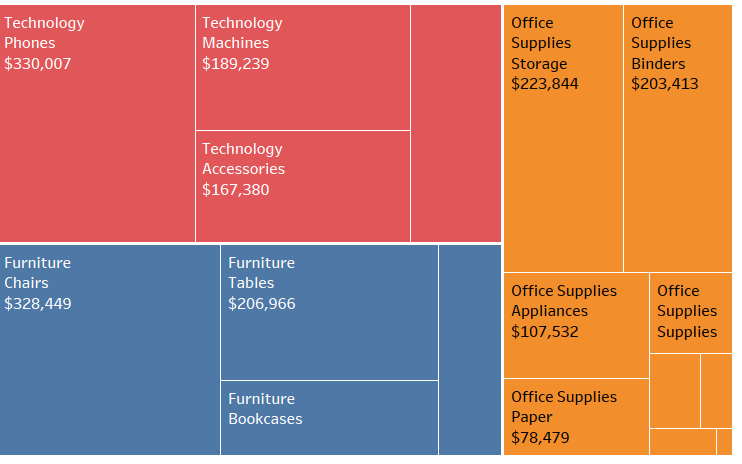 Technology
Phones
$330,007
Technology
Machines
$189,239
Technology
Accessories
$167,380
Furniture
Chairs
$328,449
Furniture
Tables
$206,966
Furniture
Bookcases
Office
Supplies
Storage
$223,844
Office
Supplies
Binders
$203,413
Office Supplies
Appliances
$107,532
Office
Supplies
Supplies
Office Supplies
Paper
$78,479